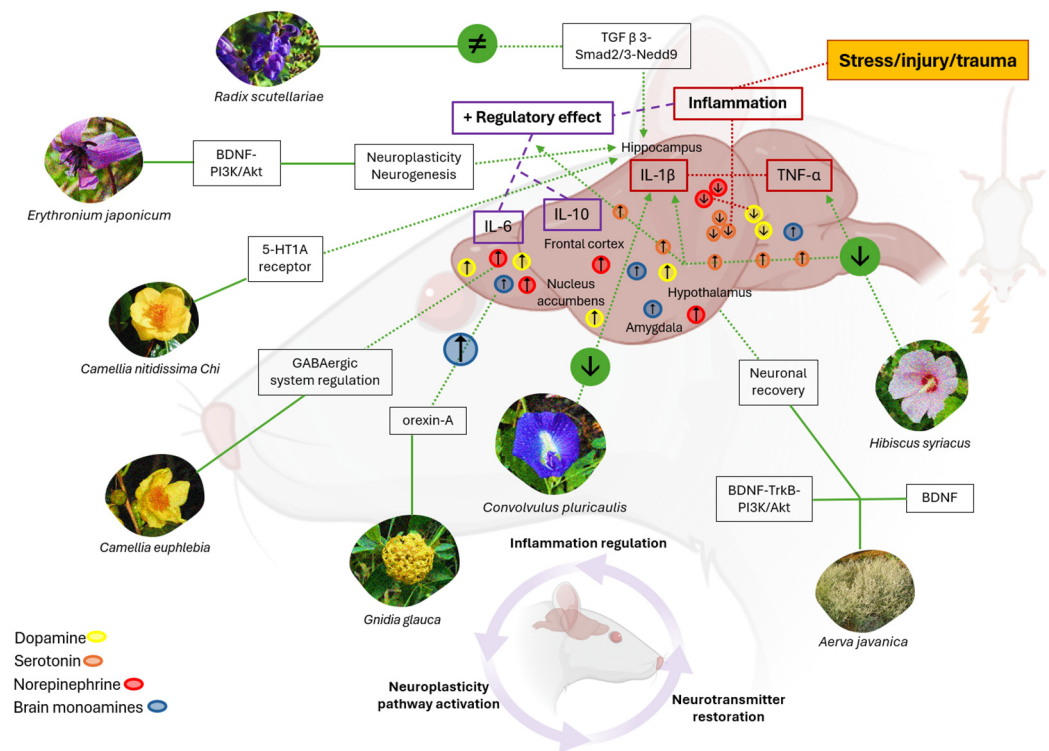 TGF β 3-
Smad2/3-Nedd9
Stress/injury/trauma
Radix scutellariae
+ Regulatory effect
Inflammation
Hippocampus
BDNF-
PI3K/Akt
Neuroplasticity
Neurogenesis
IL-1β
TNF-α
Erythronium japonicum
IL-6
IL-10
Frontal cortex
5-HT1A
receptor
Nucleus
accumbens
Hypothalamus
Amygdala
Camellia nitidissima Chi
GABAergic
system regulation
Neuronal
recovery
orexin-A
Hibiscus syriacus
Convolvulus pluricaulis
BDNF-TrkB-
PI3K/Akt
BDNF
Camellia euphlebia
Inflammation regulation
Gnidia glauca
Aerva javanica
Dopamine
Serotonin
Norepinephrine
Brain monoamines
Neuroplasticity
pathway activation
Neurotransmitter
restoration